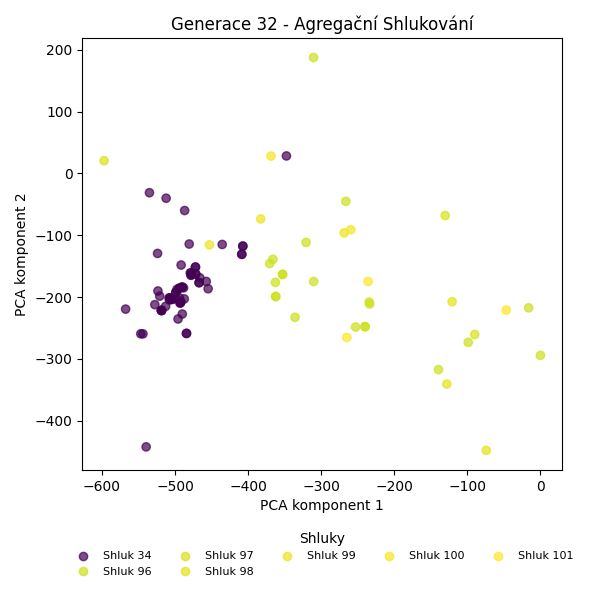 Generace 32 - Agregační Shlukování
200
100
0
−100
−200
−300
−400
PCA komponent 2
−600 −500 −400 −300 −200 −100 0
PCA komponent 1
Shluky
Shluk 34 Shluk 97 Shluk 99 Shluk 100 Shluk 101
Shluk 96 Shluk 98